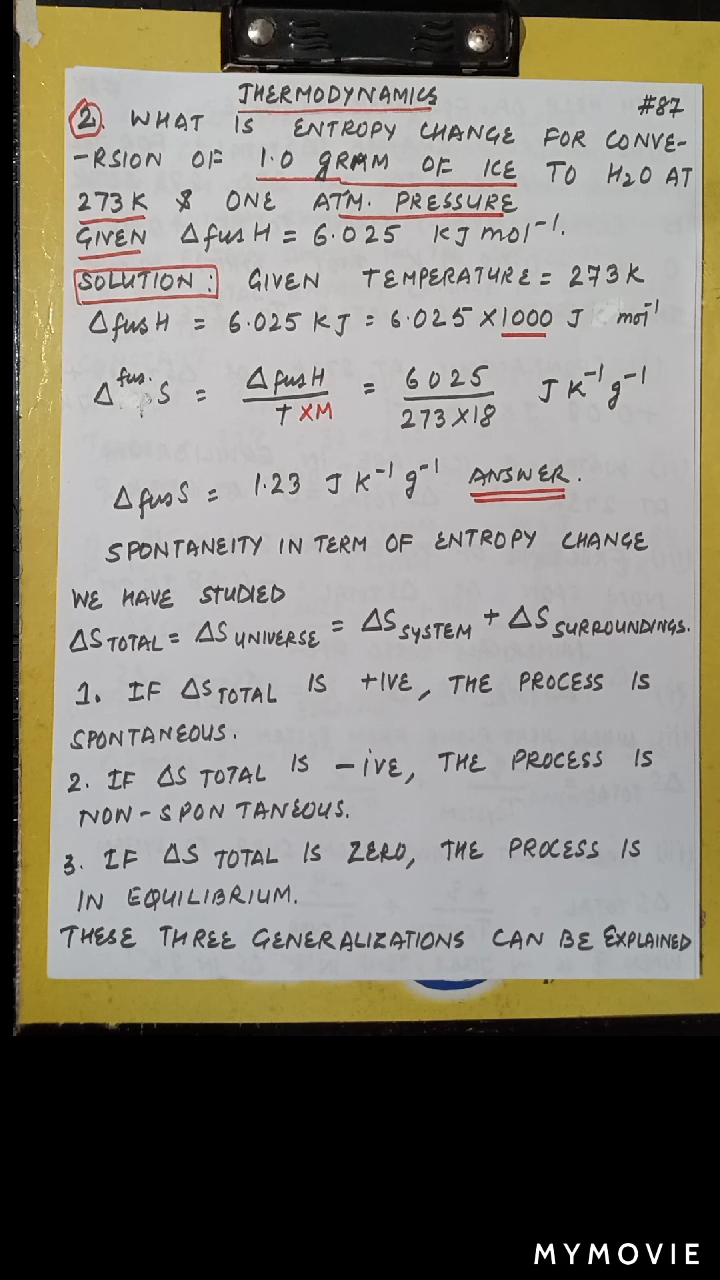 THERMODYNAMICS
#87
2. WHAT IS ENTROPY CHANGE FOR CONVE-
-RSION OF 1.0 GRAM OF ICE TO H2O AT
273K & ONE ATM. PRESSURE
GIVEN ΔfusH = 6.025 KJ mol⁻¹.
SOLUTION: GIVEN TEMPERATURE = 273K
ΔfusH = 6.025 KJ = 6.025 X 1000 J mol⁻¹
Δfus.S = ΔfusH / T XM = 6025 / 273 X 18 J K⁻¹ g⁻¹
ΔfusS = 1.23 J K⁻¹ g⁻¹ ANSWER.
SPONTANEITY IN TERM OF ENTROPY CHANGE
WE HAVE STUDIED
ΔS TOTAL = ΔS UNIVERSE = ΔS SYSTEM + ΔS SURROUNDINGS.
1. IF ΔS TOTAL IS +IVE, THE PROCESS IS
SPONTANEOUS.
2. IF ΔS TOTAL IS -IVE, THE PROCESS IS
NON-SPONTANEOUS.
3. IF ΔS TOTAL IS ZERO, THE PROCESS IS
IN EQUILIBRIUM.
THESE THREE GENERALIZATIONS CAN BE EXPLAINED
MYMOVIE